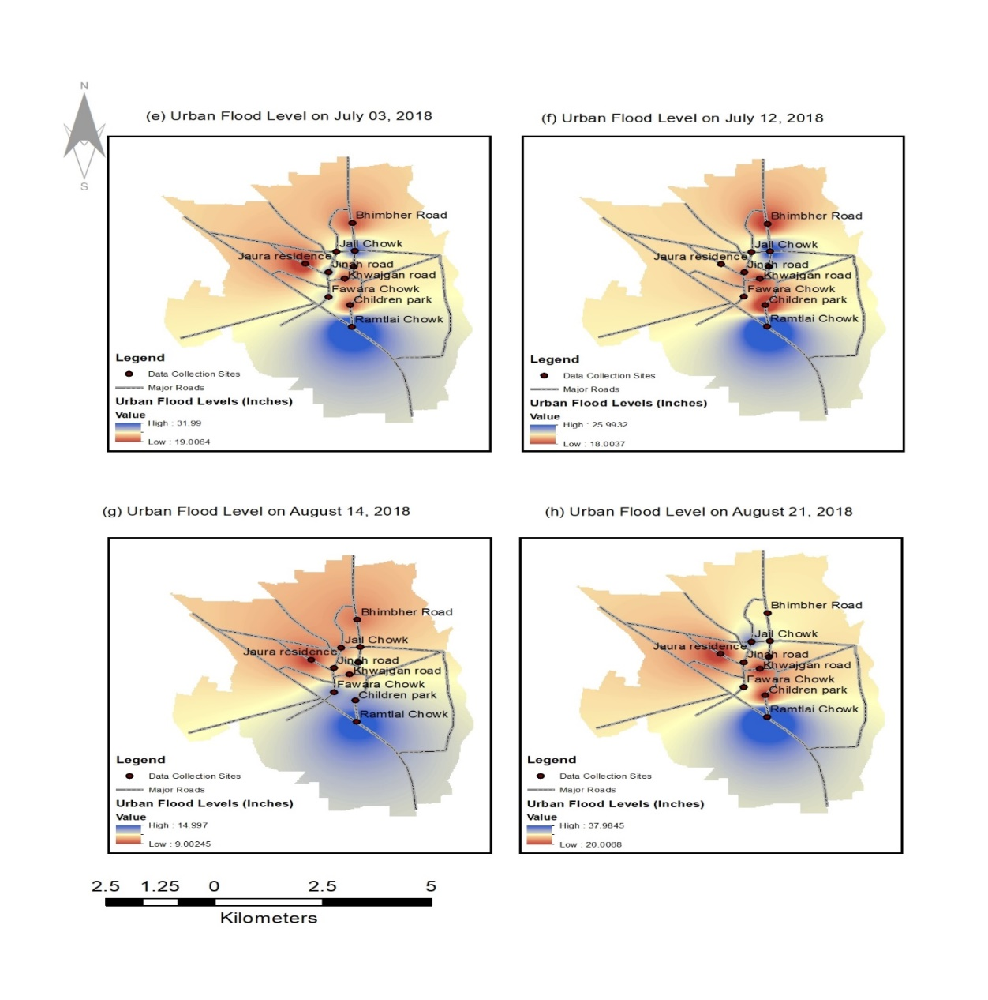 N
S
(e) Urban Flood Level on July 03, 2018
Bhimbher Road
Jail Chowk
Jaura residence
Jinah road
Khwajgan road
Fawara Chowk
Children park
Ramtlai Chowk
Legend
Data Collection Sites
Major Roads
Urban Flood Levels (Inches)
Value
High : 31.99
Low : 19.0064
(f) Urban Flood Level on July 12, 2018
Bhimbher Road
Jail Chowk
Jaura residence
Jinah road
Khwajgan road
Fawara Chowk
Children park
Ramtlai Chowk
Legend
Data Collection Sites
Major Roads
Urban Flood Levels (Inches)
Value
High : 25.9932
Low : 18.0037
(g) Urban Flood Level on August 14, 2018
Bhimbher Road
Jail Chowk
Jaura residence
Jinah road
Khwajgan road
Fawara Chowk
Children park
Ramtlai Chowk
Legend
Data Collection Sites
Major Roads
Urban Flood Levels (Inches)
Value
High : 14.997
Low : 9.00245
(h) Urban Flood Level on August 21, 2018
Bhimbher Road
Jail Chowk
Jaura residence
Jinah road
Khwajgan road
Fawara Chowk
Children park
Ramtlai Chowk
Legend
Data Collection Sites
Major Roads
Urban Flood Levels (Inches)
Value
High : 37.9845
Low : 20.0068
2.5 1.25 0 2.5 5
Kilometers